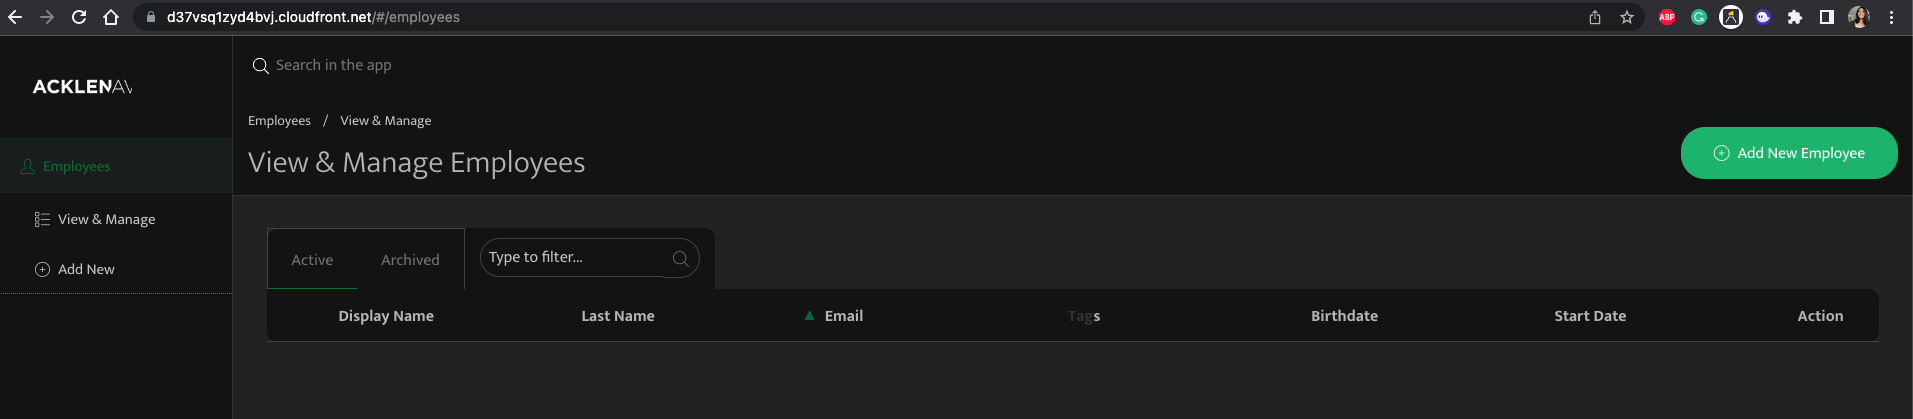 d37vsq1zyd4bvj.cloudfront.net/#/employees
ABP
ACKLENAV
Search in the app
Employees / View & Manage
View & Manage Employees
Add New Employee
Employees
View & Manage
Add New
Active Archived Type to filter...
Display Name Last Name Email Tags Birthdate Start Date Action